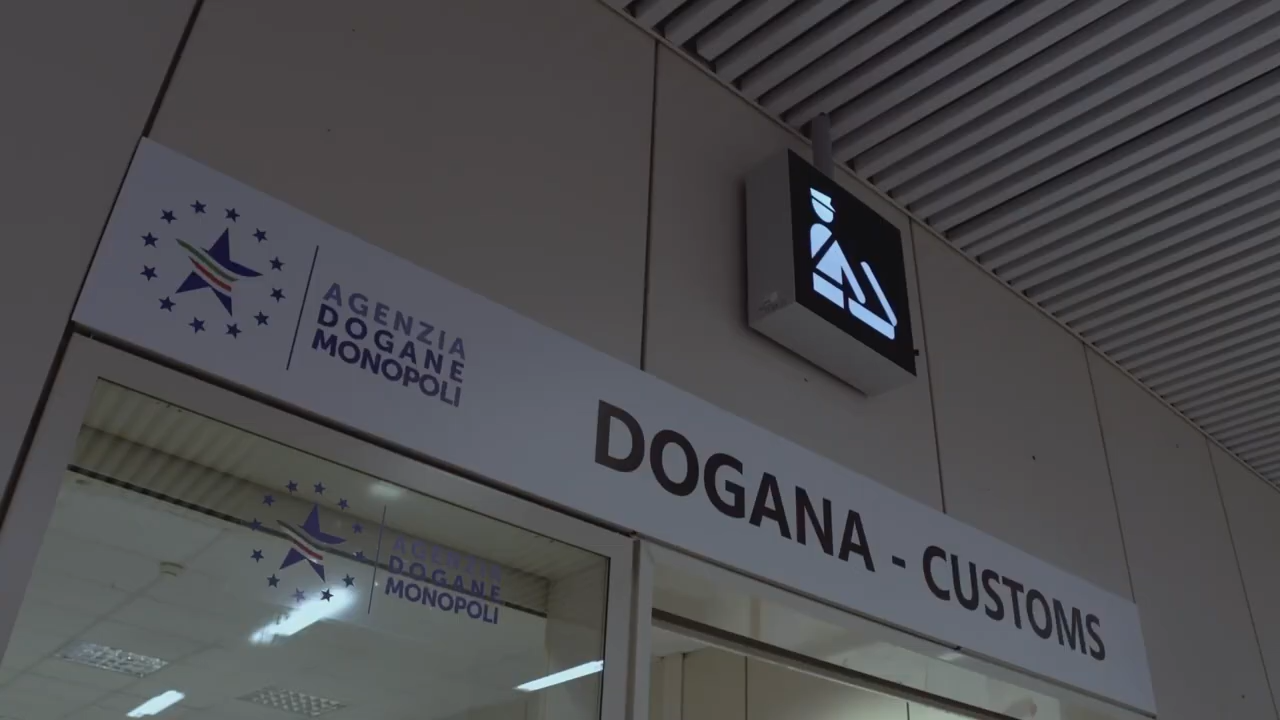 AGENZIA
DOGANE
MONOPOLI
DOGANA - CUSTOMS
AGENZIA
DOGANE
MONOPOLI